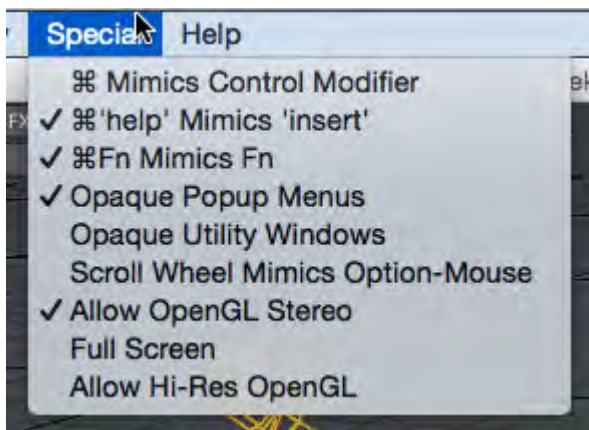 Special Help
⌘ Mimics Control Modifier
✓ ⌘'help' Mimics 'insert'
✓ ⌘Fn Mimics Fn
✓ Opaque Popup Menus
Opaque Utility Windows
Scroll Wheel Mimics Option-Mouse
✓ Allow OpenGL Stereo
Full Screen
Allow Hi-Res OpenGL